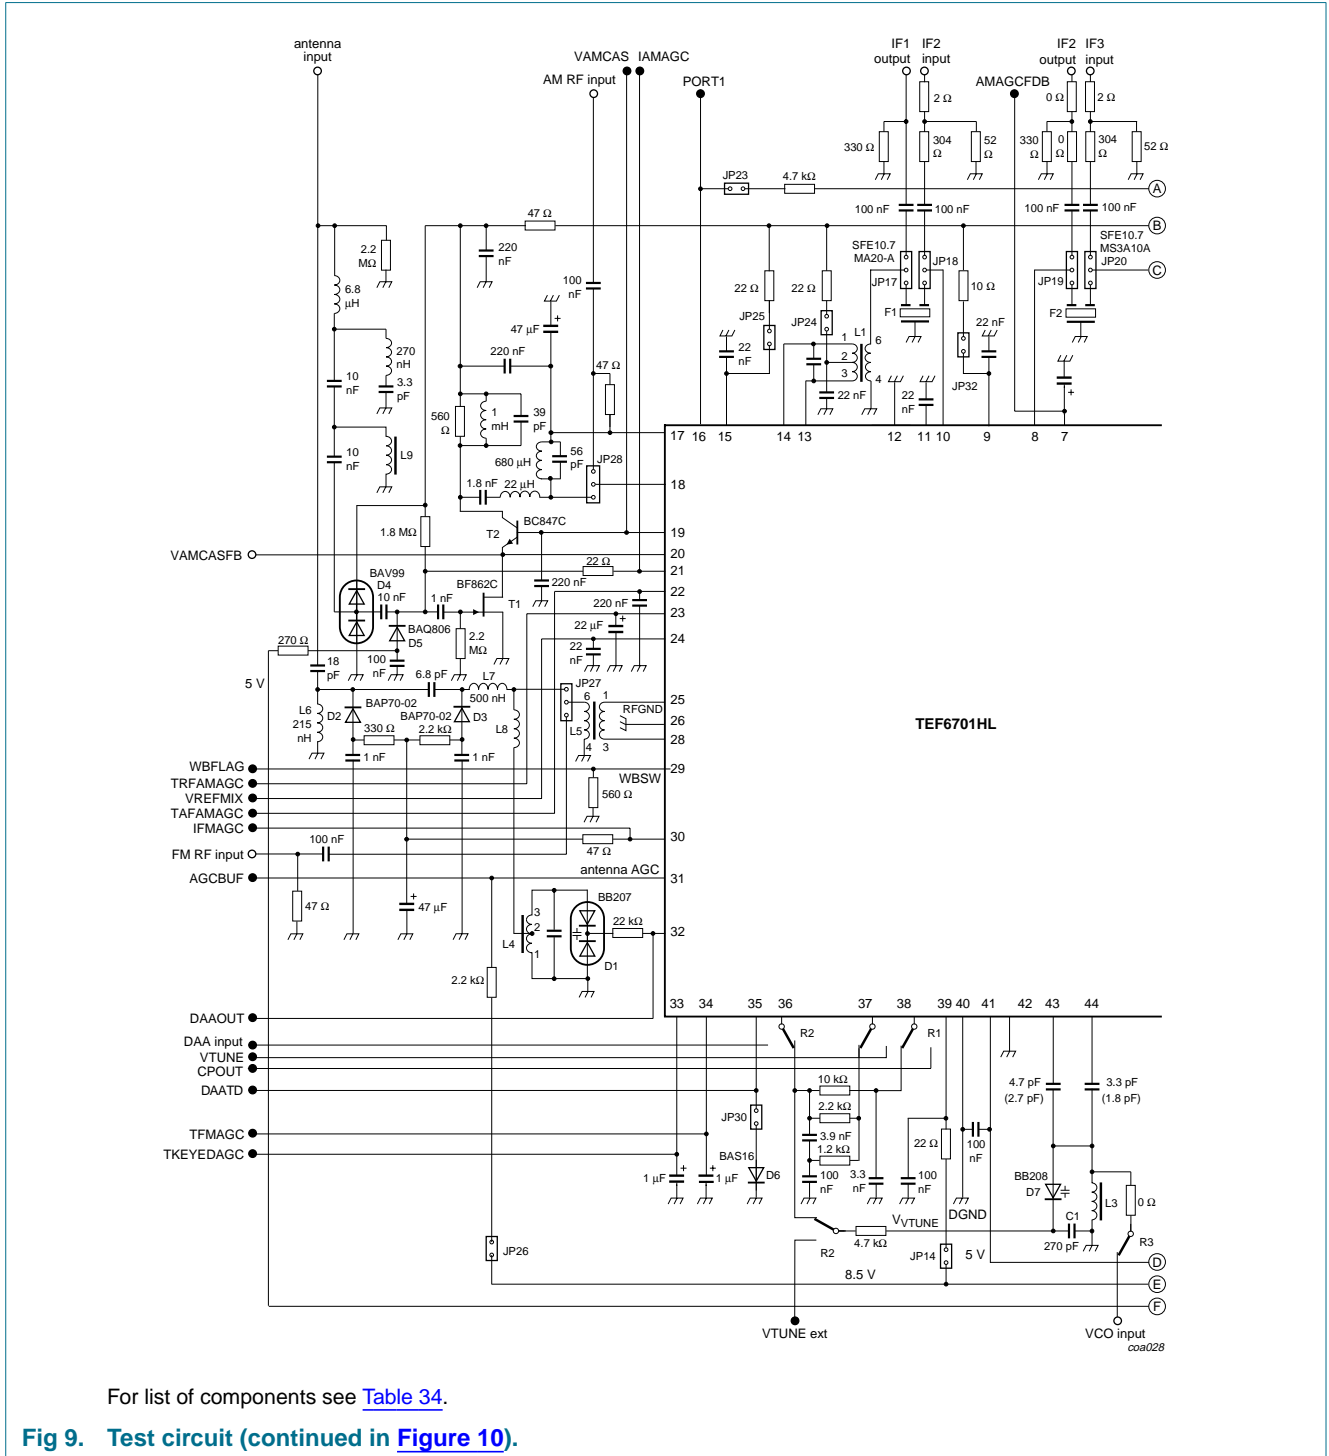 antenna
input
VAMCAS IAMAGC
AM RF input
PORT1
IF1
output
IF2
input
AMAGCFDB
IF2
output
IF3
input
2 Ω
0 Ω
2 Ω
330 Ω
304
Ω
52
Ω
330
Ω
0
Ω
304
Ω
52 Ω
JP23
4.7 kΩ
A
100 nF
100 nF
100 nF
100 nF
47 Ω
B
2.2
MΩ
220
nF
SFE10.7
MA20-A
JP18
JP17
SFE10.7
MS3A10A
JP20
JP19
C
6.8
μH
100
nF
22 Ω
22 Ω
10 Ω
47 μF
+
JP25
JP24
L1
F1
22 nF
F2
270
nH
3.3
pF
220 nF
47 Ω
22
nF
1
2
3
6
4
10
nF
22 nF
22
nF
JP32
+
560
Ω
1
mH
39
pF
17
16
15
14
13
12
11
10
9
8
7
10
nF
L9
680 μH
56
pF
JP28
1.8 nF
22 μH
18
1.8 MΩ
T2
BC847C
19
VAMCASFB
20
BAV99
D4
22 Ω
21
10 nF
1 nF
BF862C
T1
220 nF
22
220 nF
23
BAQ806
D5
2.2
MΩ
22 μF
+
270 Ω
22
nF
24
18
pF
100
nF
5 V
6.8 pF
L7
500 nH
JP27
6
1
25
RFGND
26
L6
215
nH
D2
BAP70-02
BAP70-02
D3
L8
L5
4
3
28
TEF6701HL
330 Ω
2.2 kΩ
1 nF
1 nF
WBFLAG
29
WBSW
TRFAMAGC
VREFMIX
560 Ω
TAFAMAGC
IFMAGC
30
100 nF
47 Ω
FM RF input
antenna AGC
AGCBUF
31
BB207
47 Ω
+
47 μF
3
2
1
L4
22 kΩ
32
D1
2.2 kΩ
33
34
35
36
37
38
39
40
41
42
43
44
DAAOUT
R2
R1
DAA input
VTUNE
CPOUT
DAATD
10 kΩ
4.7 pF
(2.7 pF)
3.3 pF
(1.8 pF)
2.2 kΩ
JP30
TFMAGC
3.9 nF
22 Ω
100
nF
TKEYEDAGC
1.2 kΩ
BAS16
D6
1 μF
+
+
1 μF
100
nF
3.3
nF
100
nF
BB208
D7
L3
0 Ω
DGND
VVTUNE
C1
270 pF
R2
4.7 kΩ
R3
JP26
JP14
5 V
D
8.5 V
E
F
VTUNE ext
VCO input
coa028
For list of components see Table 34.
Fig 9. Test circuit (continued in Figure 10).